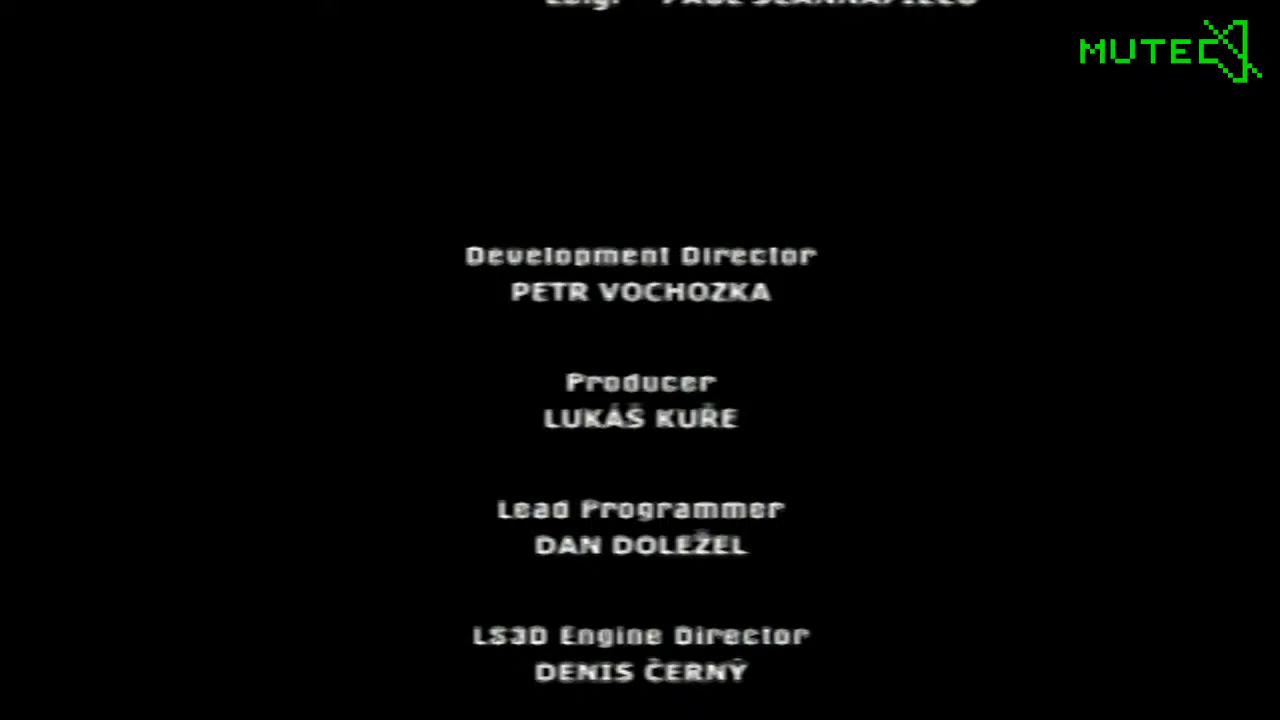 MUTE
Development Director
PETR VOCHOZKA
Producer
LUKÁŠ KUŘE
Lead Programmer
DAN DOLEŽEL
LS3D Engine Director
DENIS ČERNÝ